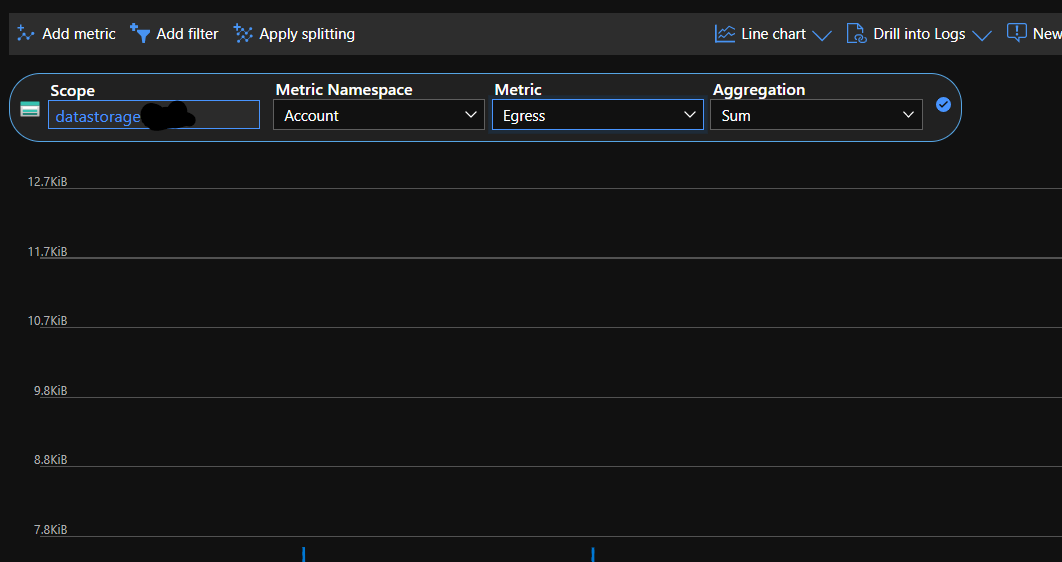 Add metric Add filter Apply splitting Line chart Drill into Logs New
Scope Metric Namespace Metric Aggregation
datastorage Account Egress Sum
12.7KiB
11.7KiB
10.7KiB
9.8KiB
8.8KiB
7.8KiB